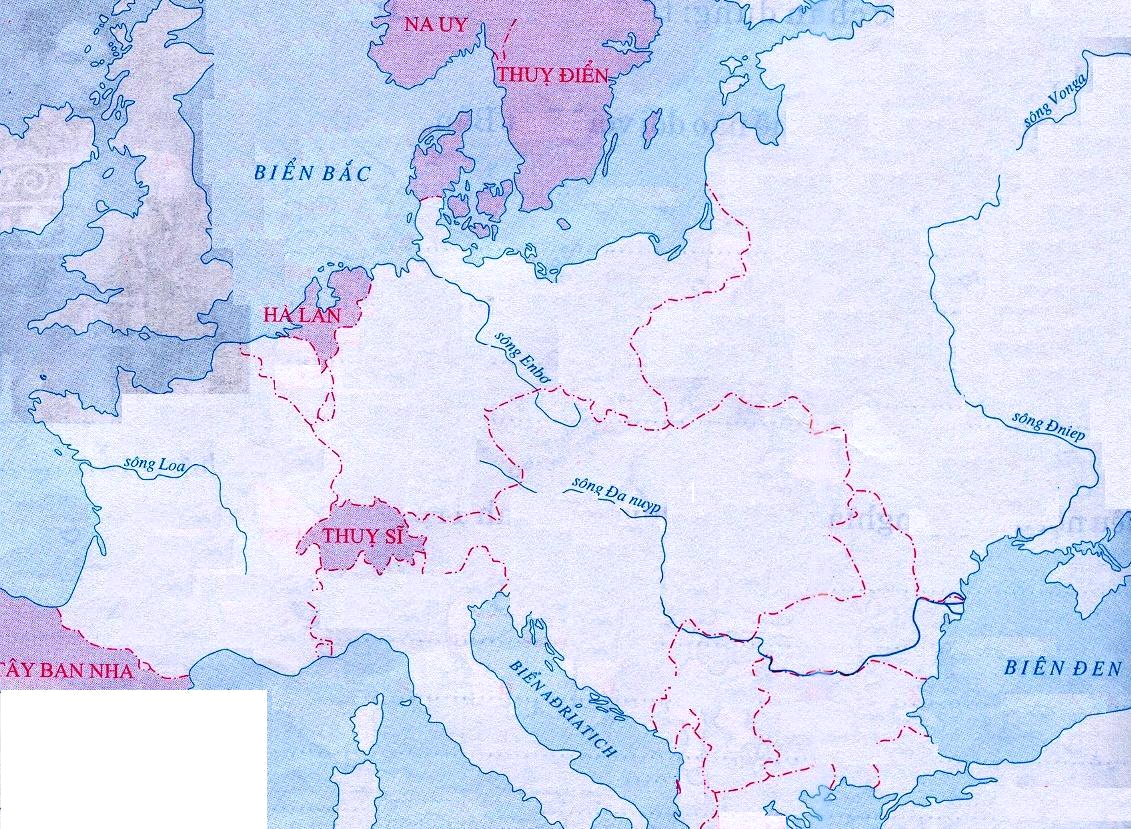 NA UY
THUỴ ĐIỂN
sông Vonga
BIỂN BẮC
HÀ LAN
sông Enbơ
sông Đniep
sông Loa
sông Đa nuyp
THUỴ SĨ
TÂY BAN NHA
BIỂN AĐRIATICH
BIỂN ĐEN